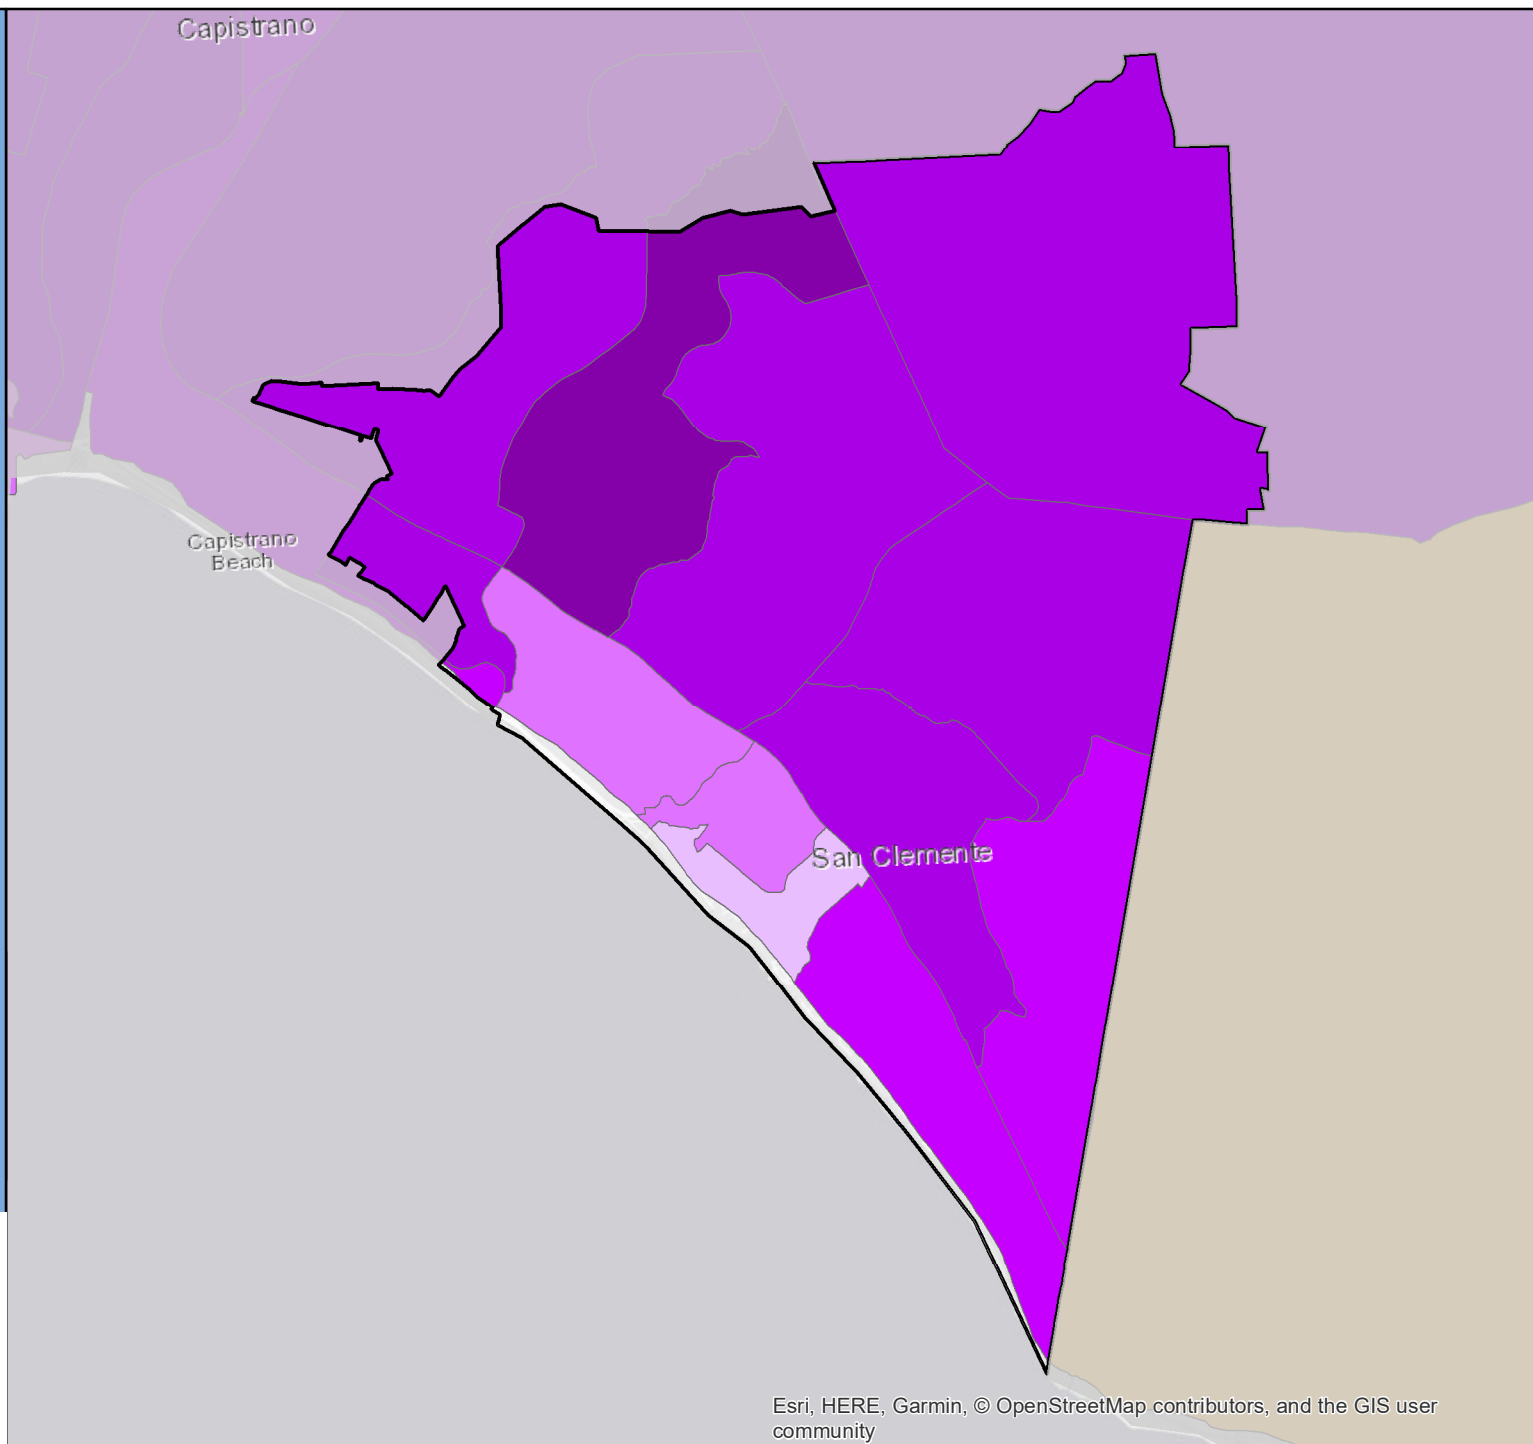 Capistrano
Capistrano
Beach
San Clemente
Esri, HERE, Garmin, © OpenStreetMap contributors, and the GIS user
community